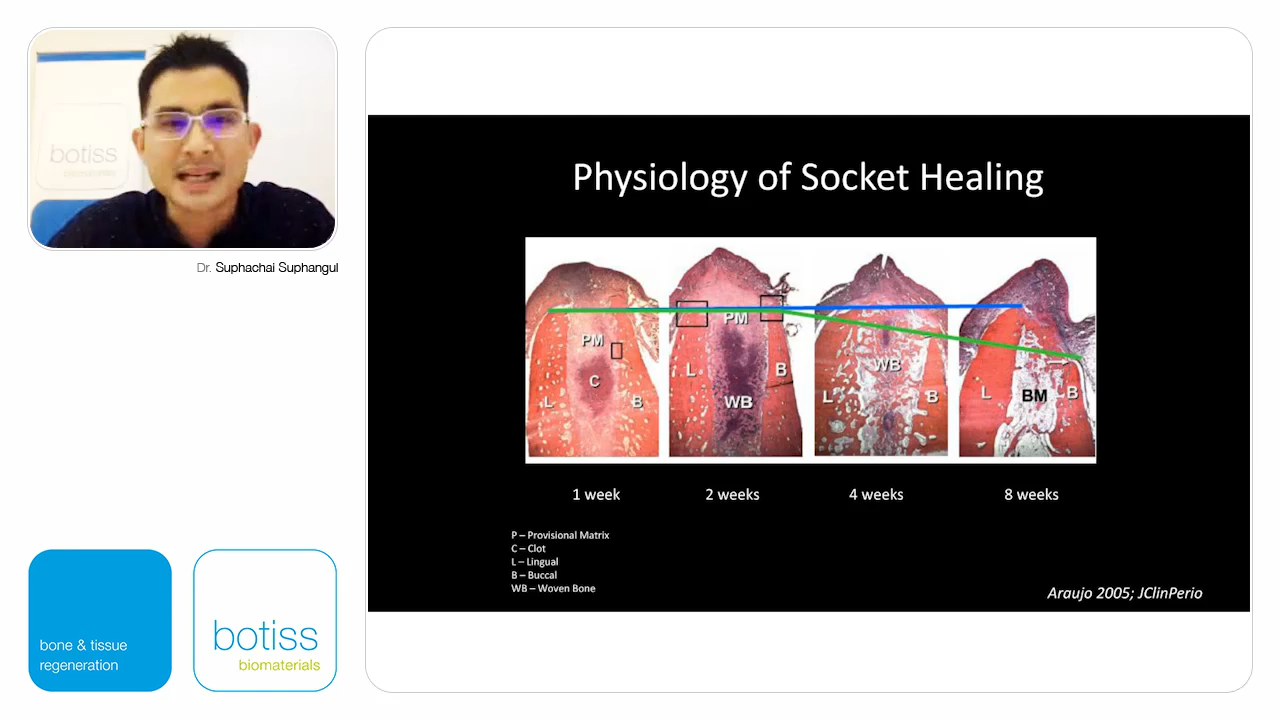 botiss
Dr. Suphachai Suphangul
bone & tissue
regeneration
botiss
biomaterials
Physiology of Socket Healing
PM
C
L
B
PM
L
B
WB
WB
L
B
L
BM
B
1 week
2 weeks
4 weeks
8 weeks
P – Provisional Matrix
C – Clot
L – Lingual
B – Buccal
WB – Woven Bone
Araujo 2005; JClinPerio